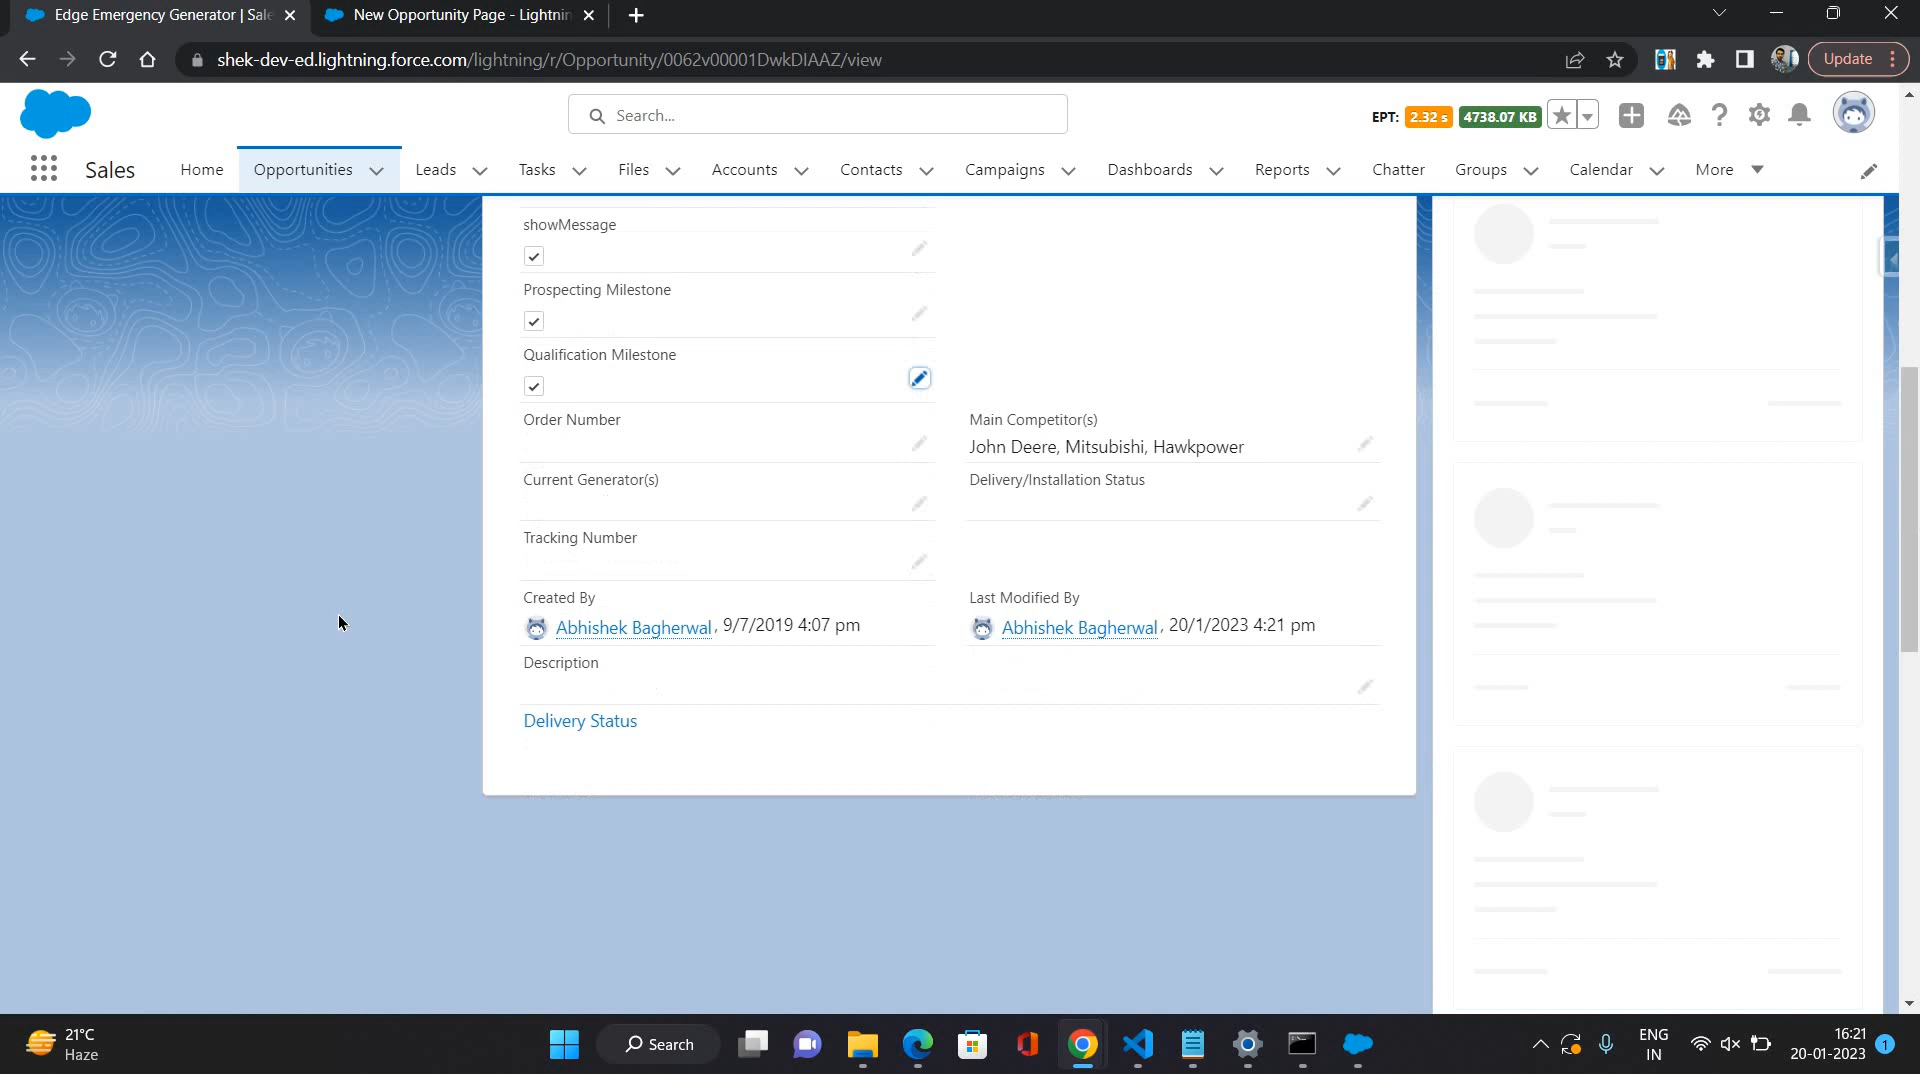 Edge Emergency Generator | Sale
New Opportunity Page - Lightnin
shek-dev-ed.lightning.force.com/lightning/r/Opportunity/0062v00001DwkDIAAZ/view
Update
Search...
EPT: 2.32 s 4738.07 KB
Sales Home Opportunities Leads Tasks Files Accounts Contacts Campaigns Dashboards Reports Chatter Groups Calendar More
showMessage
Prospecting Milestone
Qualification Milestone
Order Number
Main Competitor(s)
John Deere, Mitsubishi, Hawkpower
Current Generator(s)
Delivery/Installation Status
Tracking Number
Created By
Abhishek Bagherwal, 9/7/2019 4:07 pm
Last Modified By
Abhishek Bagherwal, 20/1/2023 4:21 pm
Description
Delivery Status
21°C
Haze
Search
ENG
IN
16:21
20-01-2023
1